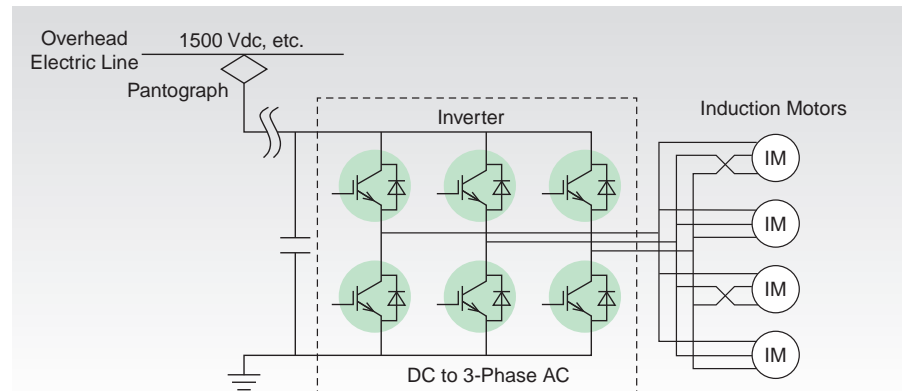 Overhead
Electric Line
1500 Vdc, etc.
Pantograph
Inverter
Induction Motors
IM
IM
IM
IM
DC to 3-Phase AC